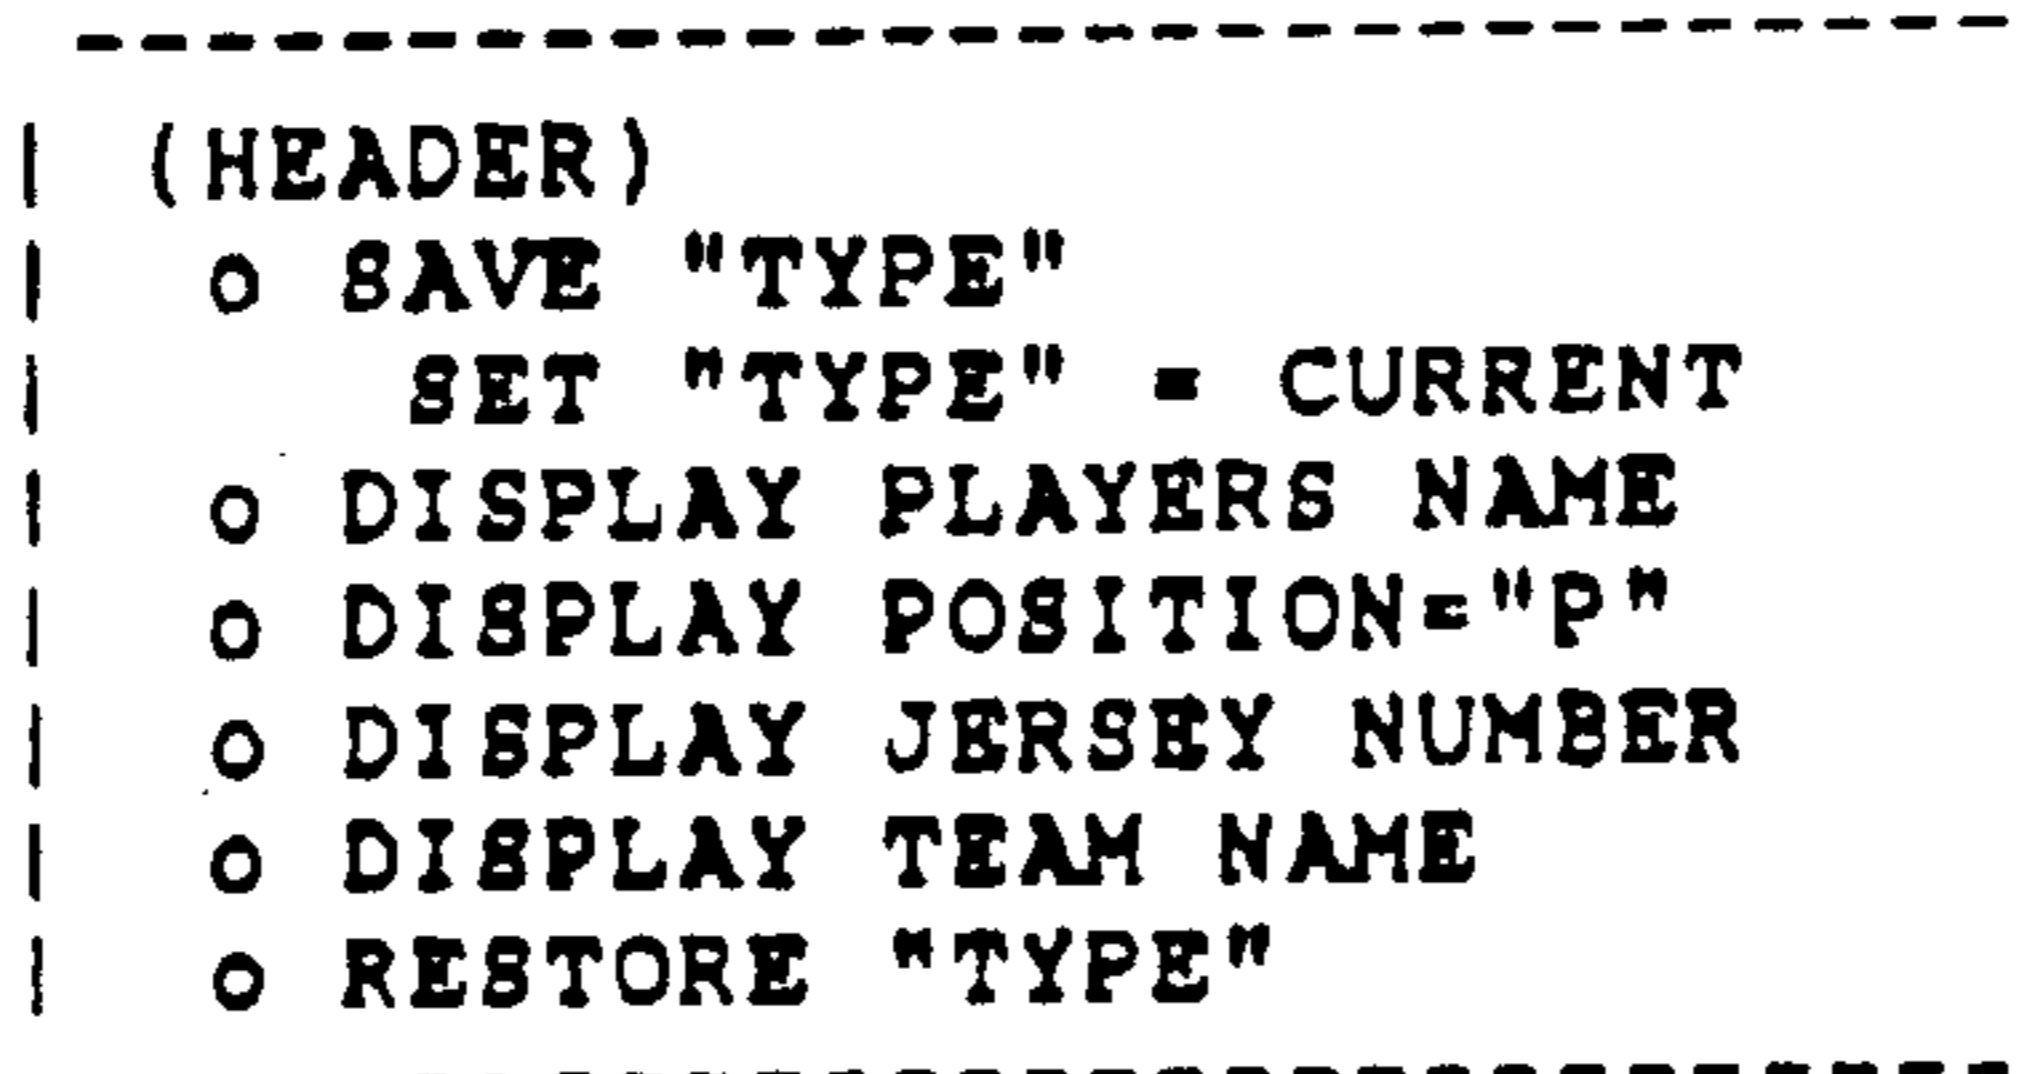 (HEADER)
o SAVE "TYPE"
SET "TYPE" = CURRENT
o DISPLAY PLAYERS NAME
o DISPLAY POSITION="P"
o DISPLAY JERSEY NUMBER
o DISPLAY TEAM NAME
o RESTORE "TYPE"